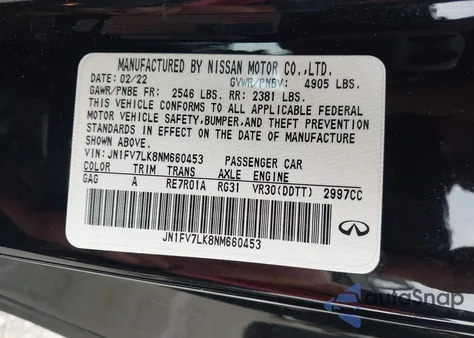 MANUFACTURED BY NISSAN MOTOR CO.,LTD.
DATE: 02/22 GVWR/PNBV: 4905 LBS.
GAWR/PNBE FR: 2546 LBS. RR: 2381 LBS.
THIS VEHICLE CONFORMS TO ALL APPLICABLE FEDERAL
MOTOR VEHICLE SAFETY,BUMPER,AND THEFT PREVENTION
STANDARDS IN EFFECT ON THE DATE OF MANUFACTURE
SHOWN ABOVE.
VIN: JN1FV7LK8NM660453 PASSENGER CAR
COLOR TRIM TRANS AXLE ENGINE
GAG A RE7R01A RG31 VR30(DDTT) 2997CC
JN1FV7LK8NM660453
autoSnap